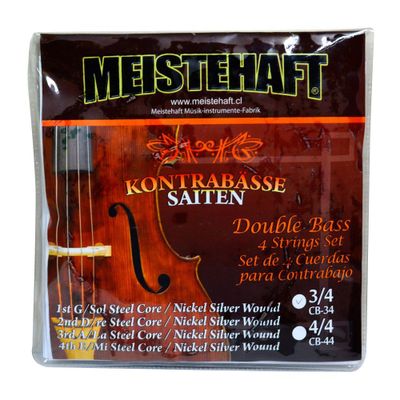 MEISTEHAFT®
www.meistehaft.cl
Meistehaft Müsik-instrumente-Fabrik
KONTRABÄSSE
SAITEN
Double Bass
4 Strings Set
Set de 4 Cuerdas
para Contrabajo
1st G/Sol Steel Core / Nickel Silver Wound
2nd D/re Steel Core / Nickel Silver Wound
3rd A/La Steel Core / Nickel Silver Wound
4th E/Mi Steel Core / Nickel Silver Wound
3/4
CB-34
4/4
CB-44